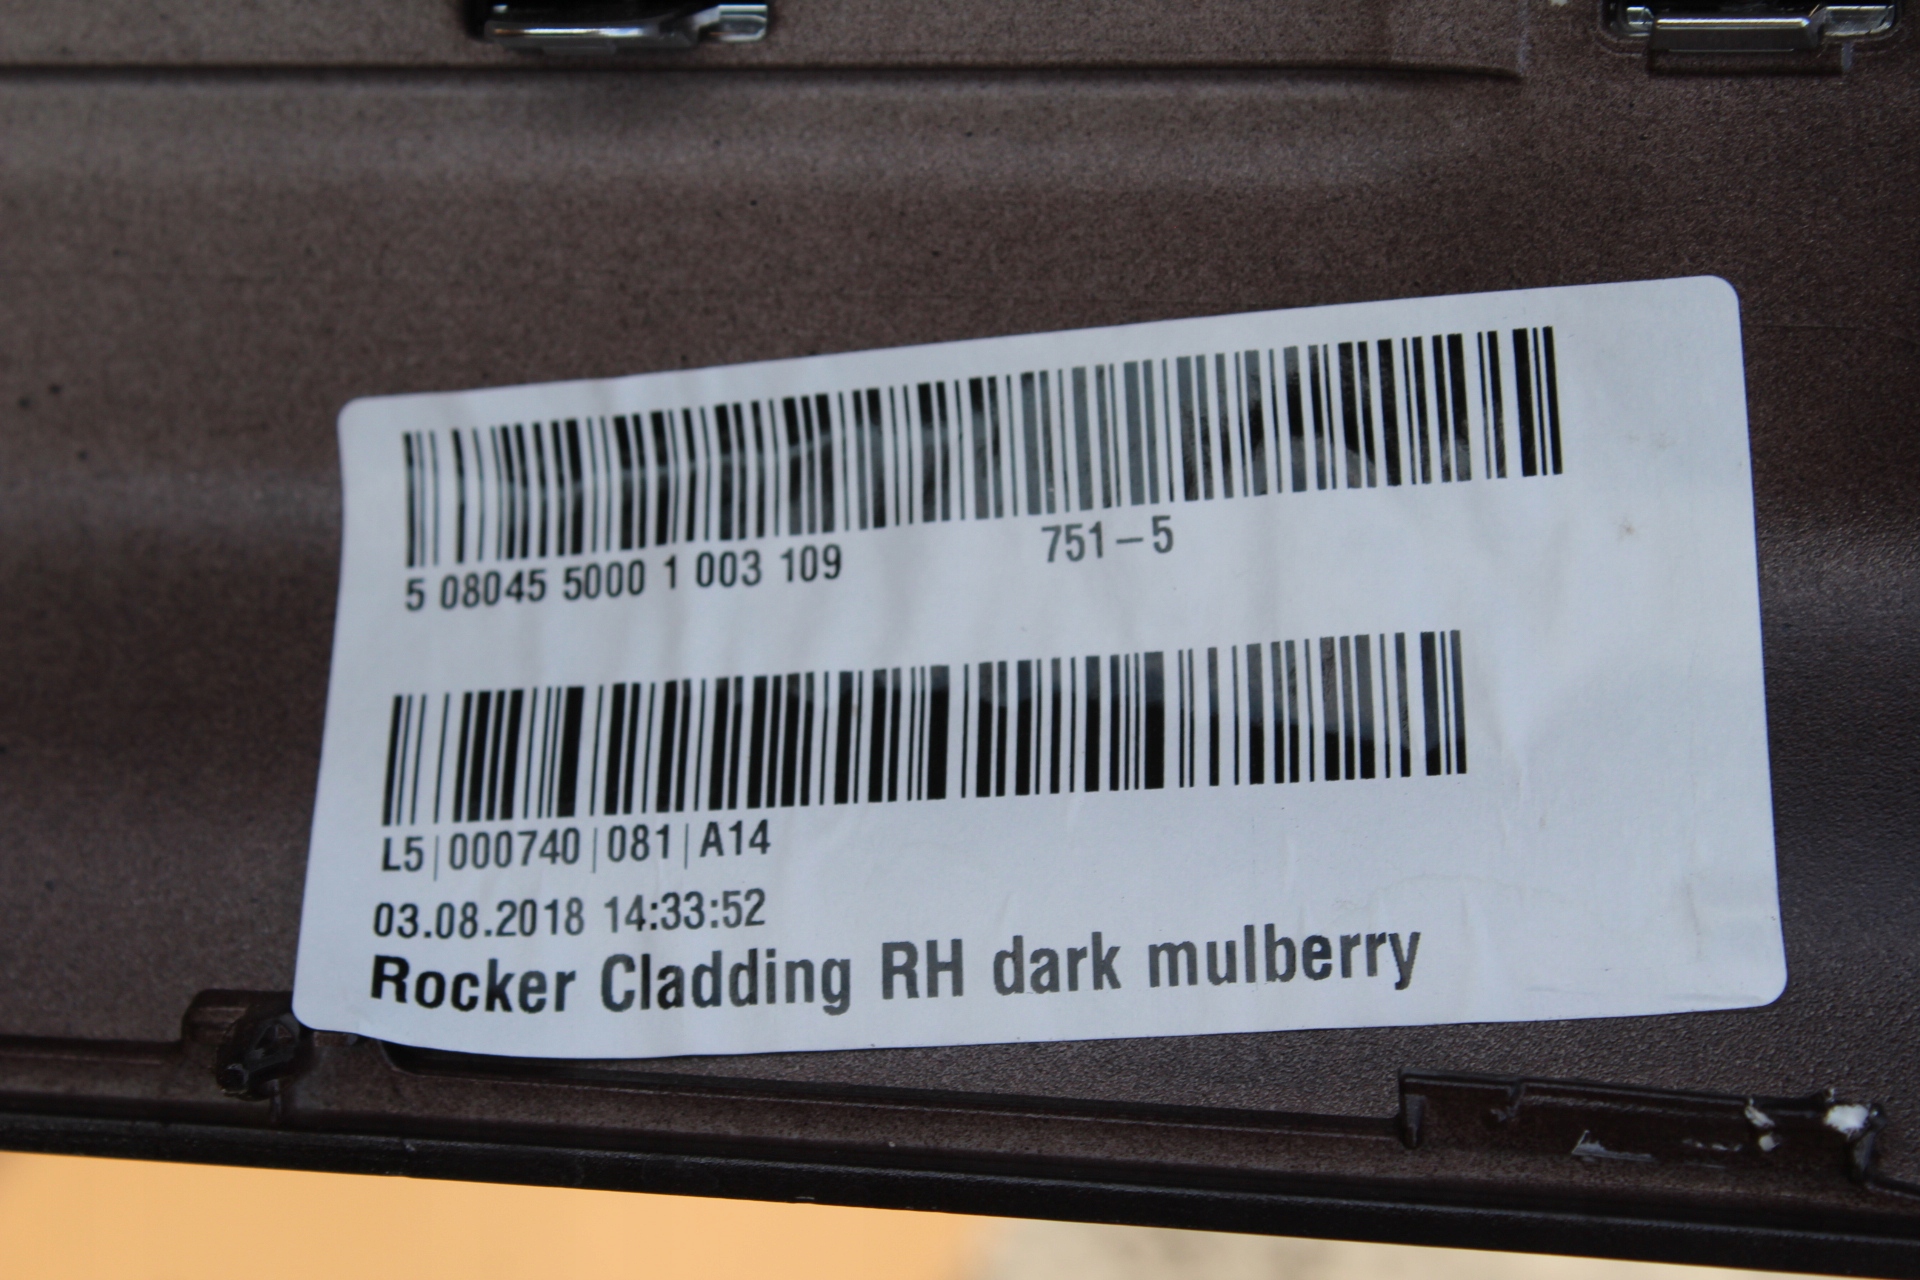 5 08045 5000 1 003 109 751-5
L5|000740|081|A14
03.08.2018 14:33:52
Rocker Cladding RH dark mulberry